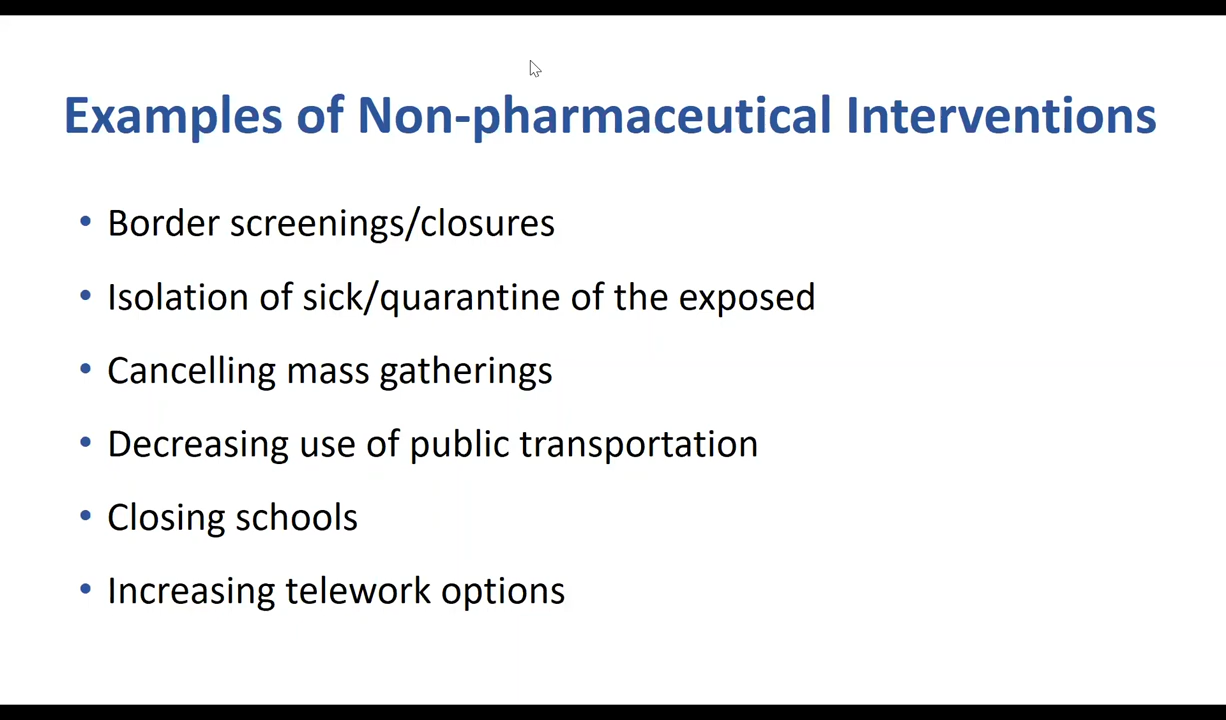 Examples of Non-pharmaceutical Interventions
• Border screenings/closures
• Isolation of sick/quarantine of the exposed
• Cancelling mass gatherings
• Decreasing use of public transportation
• Closing schools
• Increasing telework options